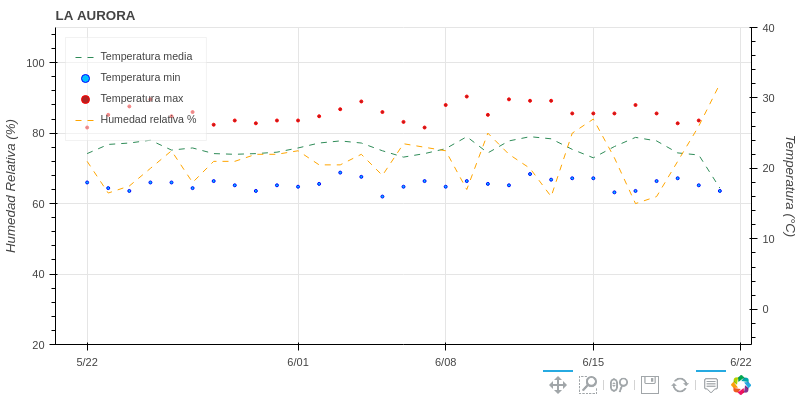 LA AURORA
Temperatura media
Temperatura min
Temperatura max
Humedad relativa %
Humedad Relativa (%)
100
80
60
40
20
Temperatura (°C)
40
30
20
10
0
5/22
6/01
6/08
6/15
6/22